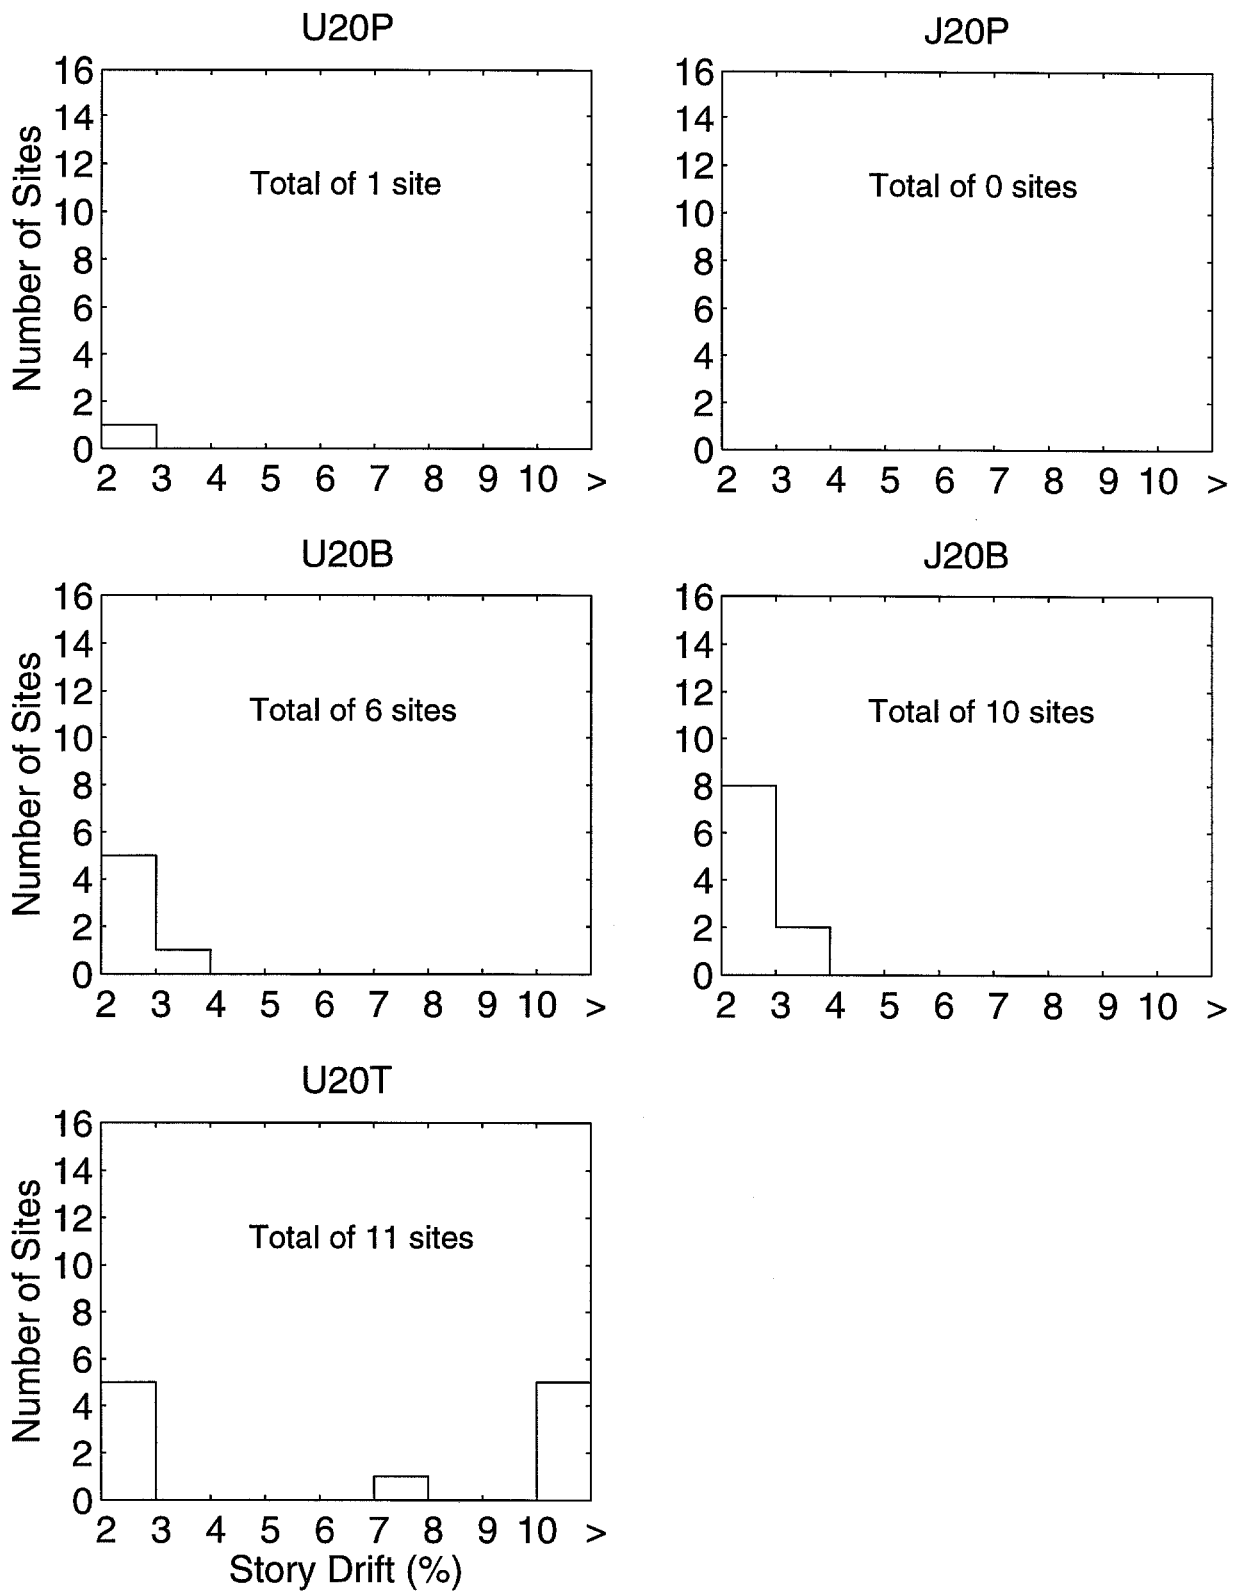 U20P
16
14
12
10
8
6
4
2
0
Number of Sites
Total of 1 site
2 3 4 5 6 7 8 9 10 >
J20P
16
14
12
10
8
6
4
2
0
Total of 0 sites
2 3 4 5 6 7 8 9 10 >
U20B
16
14
12
10
8
6
4
2
0
Number of Sites
Total of 6 sites
2 3 4 5 6 7 8 9 10 >
J20B
16
14
12
10
8
6
4
2
0
Total of 10 sites
2 3 4 5 6 7 8 9 10 >
U20T
16
14
12
10
8
6
4
2
0
Number of Sites
Total of 11 sites
2 3 4 5 6 7 8 9 10 >
Story Drift (%)